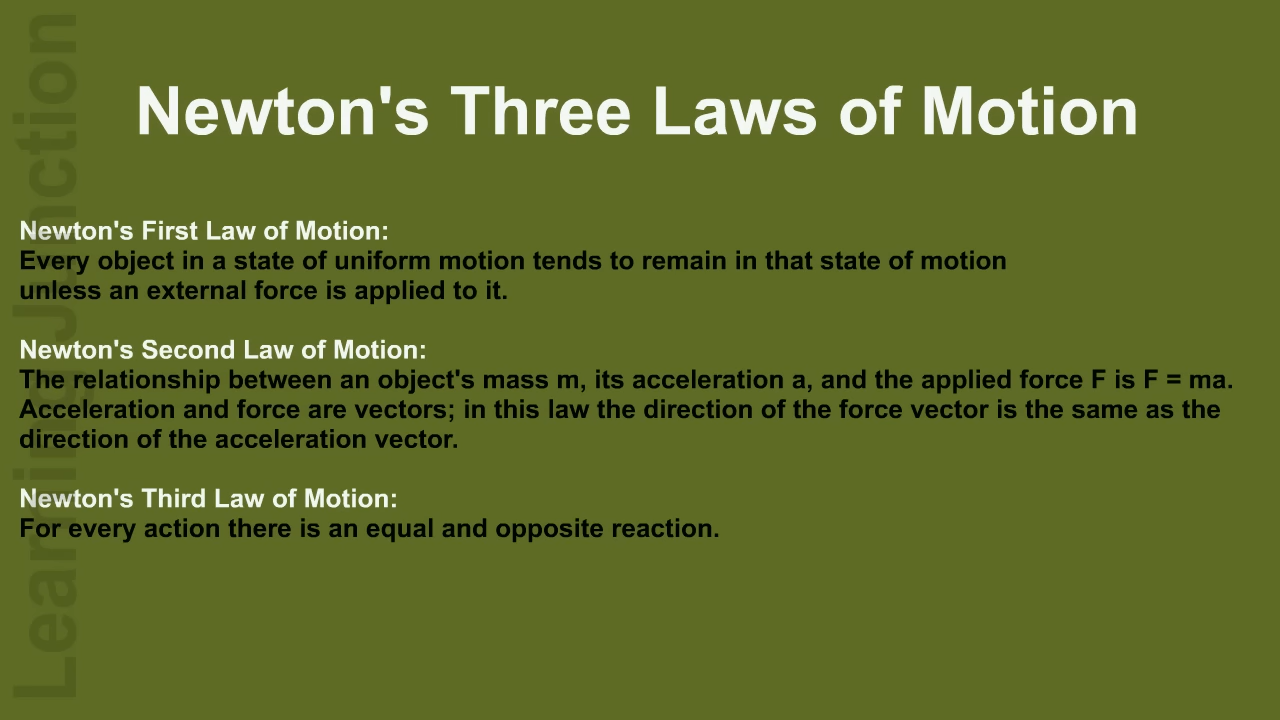 Newton's Three Laws of Motion
Newton's First Law of Motion:
Every object in a state of uniform motion tends to remain in that state of motion
unless an external force is applied to it.
Newton's Second Law of Motion:
The relationship between an object's mass m, its acceleration a, and the applied force F is F = ma.
Acceleration and force are vectors; in this law the direction of the force vector is the same as the
direction of the acceleration vector.
Newton's Third Law of Motion:
For every action there is an equal and opposite reaction.
Learning Junction